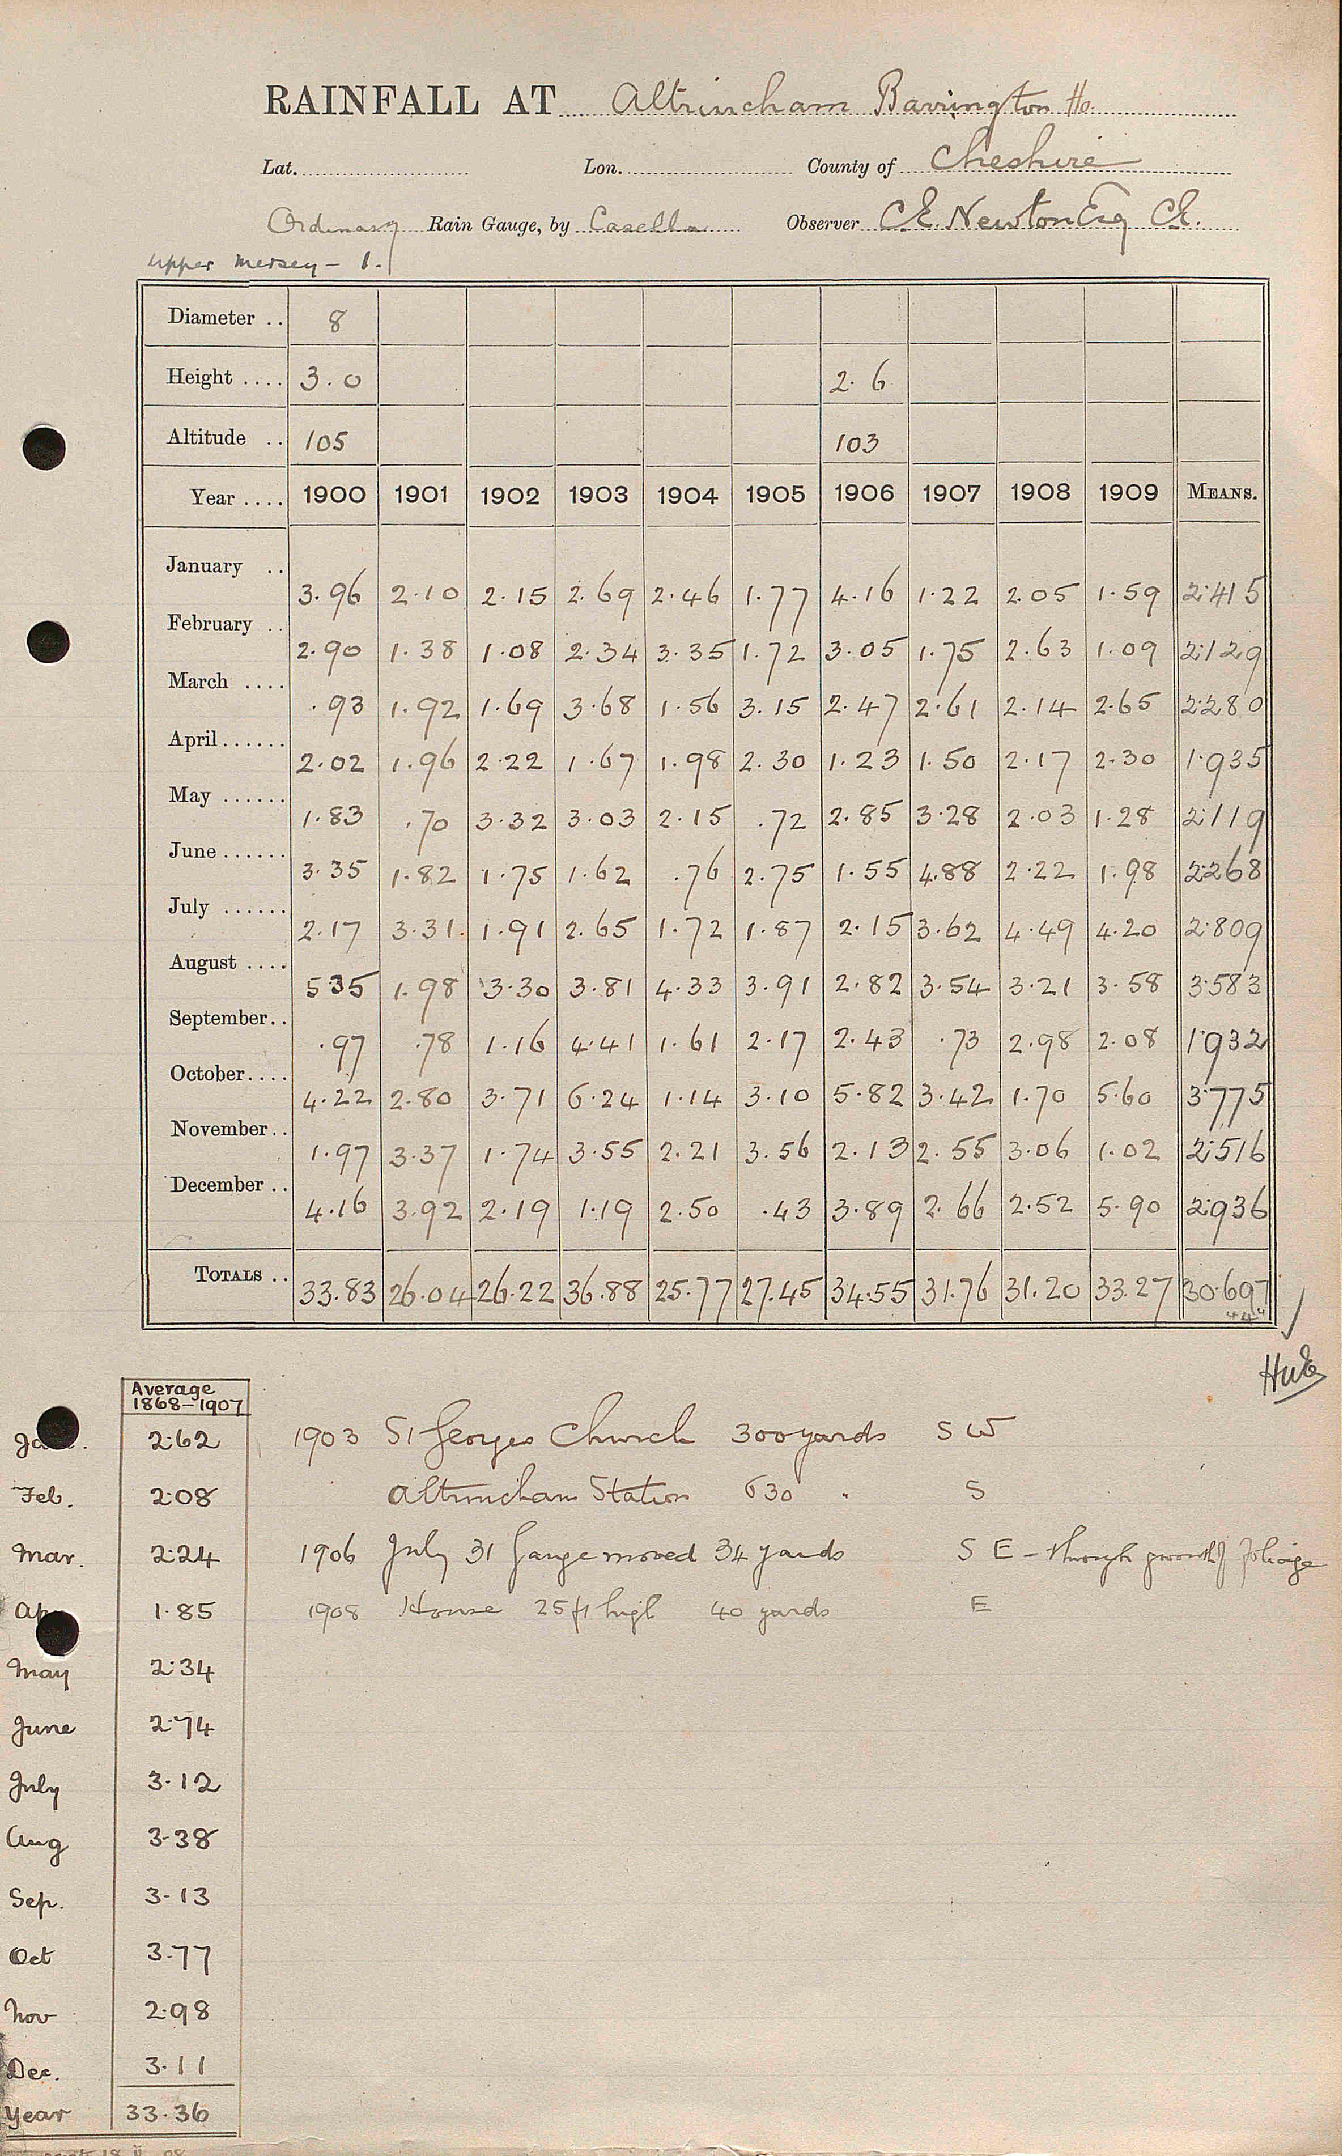 RAINFALL AT Altrincham Barrington Ho.
Lat. Lon. County of Cheshire
Ordinary Rain Gauge, by Casella Observer C.E. Newton Esq C.E.
Upper Mersey - 1.
Diameter .. 8
Height .... 3.0 2.6
Altitude .. 105 103
Year .... 1900 1901 1902 1903 1904 1905 1906 1907 1908 1909 MEANS.
January .. 3.96 2.10 2.15 2.69 2.46 1.77 4.16 1.22 2.05 1.59 2.415
February .. 2.90 1.38 1.08 2.34 3.35 1.72 3.05 1.75 2.63 1.09 2.129
March .... .93 1.92 1.69 3.68 1.56 3.15 2.47 2.61 2.14 2.65 2.280
April...... 2.02 1.96 2.22 1.67 1.98 2.30 1.23 1.50 2.17 2.30 1.935
May ...... 1.83 .70 3.32 3.03 2.15 .72 2.85 3.28 2.03 1.28 2.119
June...... 3.35 1.82 1.75 1.62 .76 2.75 1.55 4.88 2.22 1.98 2.268
July ...... 2.17 3.31 1.91 2.65 1.72 1.87 2.15 3.62 4.49 4.20 2.809
August .... 5.35 1.98 3.30 3.81 4.33 3.91 2.82 3.54 3.21 3.58 3.583
September.. .97 .78 1.16 4.41 1.61 2.17 2.43 .73 2.98 2.08 1.932
October.... 4.22 2.80 3.71 6.24 1.14 3.10 5.82 3.42 1.70 5.60 3.775
November.. 1.97 3.37 1.74 3.55 2.21 3.56 2.13 2.55 3.06 1.02 2.516
December.. 4.16 3.92 2.19 1.19 2.50 .43 3.89 2.66 2.52 5.90 2.936
TOTALS .. 33.83 26.04 26.22 36.88 25.77 27.45 34.55 31.76 31.20 33.27 30.697
Average
1868-1907
Jan. 2.62 1903 St Georges Church 300 yards S W
Feb. 2.08 Altrincham Station 630 . S
Mar. 2.24 1906 July 31 Gauge moved 34 yards S E - through growth of foliage
Ap 1.85 1908 House 25 ft high 40 yards E
May 2.34
June 2.74
July 3.12
Aug 3.38
Sep. 3.13
Oct 3.77
Nov 2.98
Dec. 3.11
Year 33.36